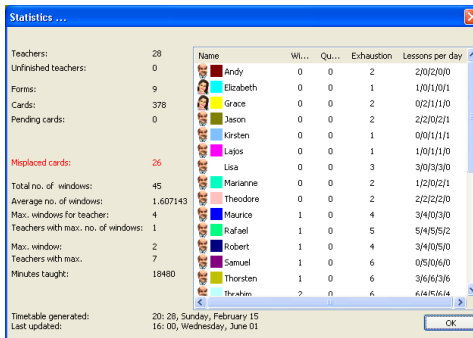 Statistics ...
Teachers: 28
Unfinished teachers: 0
Forms: 9
Cards: 378
Pending cards: 0
Misplaced cards: 26
Total no. of windows: 45
Average no. of windows: 1.607143
Max. windows for teacher: 4
Teachers with max. no. of windows: 1
Max. window: 2
Teachers with max. 7
Minutes taught: 18480
Timetable generated: 20: 28, Sunday, February 15
Last updated: 16: 00, Wednesday, June 01
Name Wi... Qu... Exhaustion Lessons per day
Andy 0 0 2 2/0/2/0/0
Elizabeth 0 0 1 1/0/1/0/1
Grace 0 0 2 0/2/1/1/0
Jason 0 0 2 2/2/0/2/1
Kirsten 0 0 1 0/0/1/1/1
Lajos 0 0 1 1/0/1/1/0
Lisa 0 0 3 3/0/3/3/0
Marianne 0 0 2 1/2/0/2/1
Theodore 0 0 2 2/2/2/2/0
Maurice 1 0 4 3/4/0/3/0
Rafael 1 0 5 5/4/5/5/2
Robert 1 0 4 3/4/0/5/0
Samuel 1 0 6 0/5/0/6/0
Thorsten 1 0 6 3/6/6/3/6
Ibrahim 2 0 6 6/4/5/6/4
OK